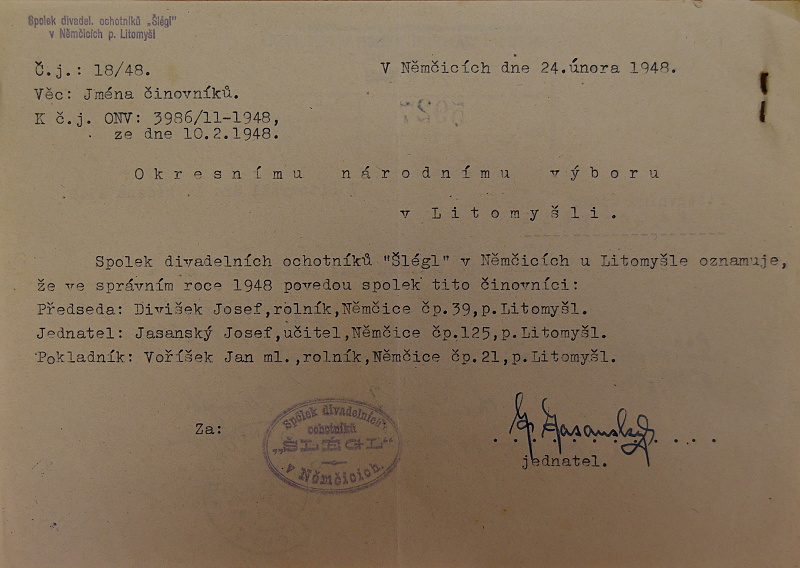 Spolek divadel. ochotníků „Šlégl"
v Němčicích p. Litomyšl
Č.j.: 18/48.
V Němčicích dne 24.února 1948.
Věc: Jména činovníků.
K č.j. ONV: 3986/11-1948,
ze dne 10.2.1948.
Okresnímu národnímu výboru
v Litomyšli.
Spolek divadelních ochotníků "Šlégl" v Němčicích u Litomyšle oznamuje,
že ve správním roce 1948 povedou spolek tito činovníci:
Předseda: Divišek Josef,rolník,Němčice čp.39,p.Litomyšl.
Jednatel: Jasanský Josef,učitel,Němčice čp.125,p.Litomyšl.
Pokladník: Voříšek Jan ml.,rolník,Němčice čp.21,p.Litomyšl.
Za:
Spolek divadelních
ochotníků
„ŠLÉGL"
v Němčicích.
Jasanský
jednatel.